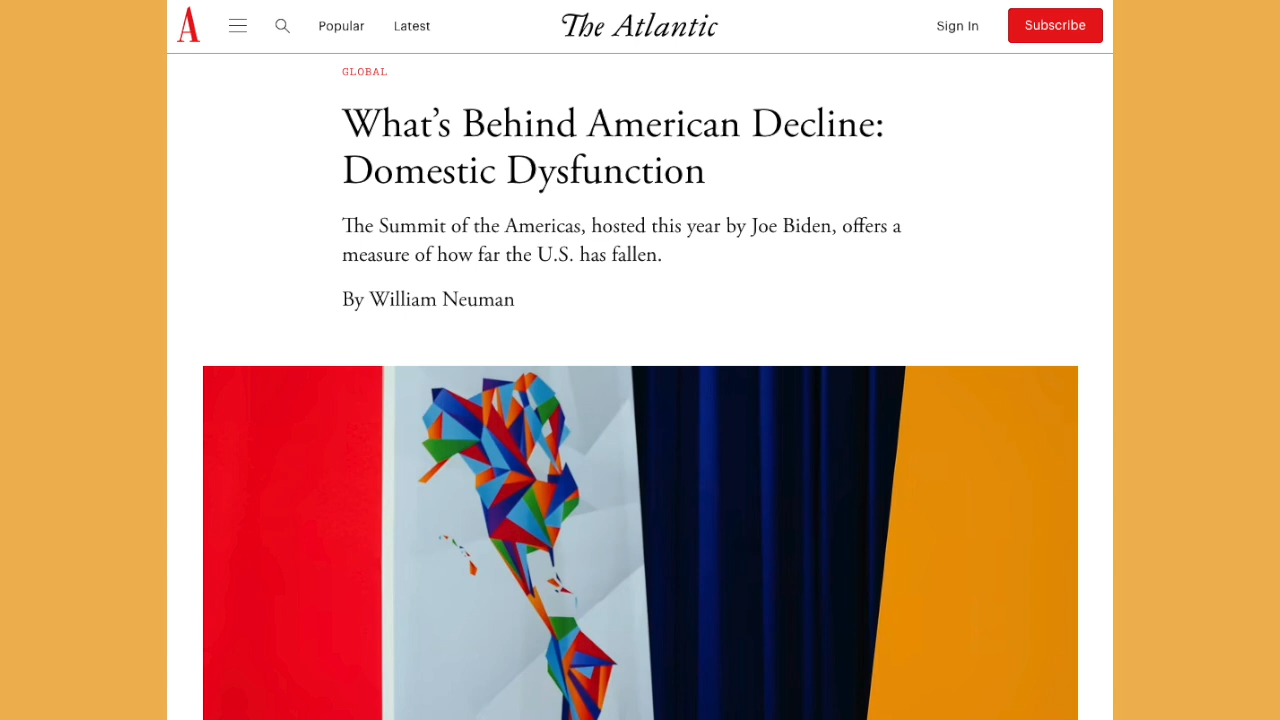 A
Popular
Latest
The Atlantic
Sign In
Subscribe
GLOBAL
What’s Behind American Decline:
Domestic Dysfunction
The Summit of the Americas, hosted this year by Joe Biden, offers a
measure of how far the U.S. has fallen.
By William Neuman